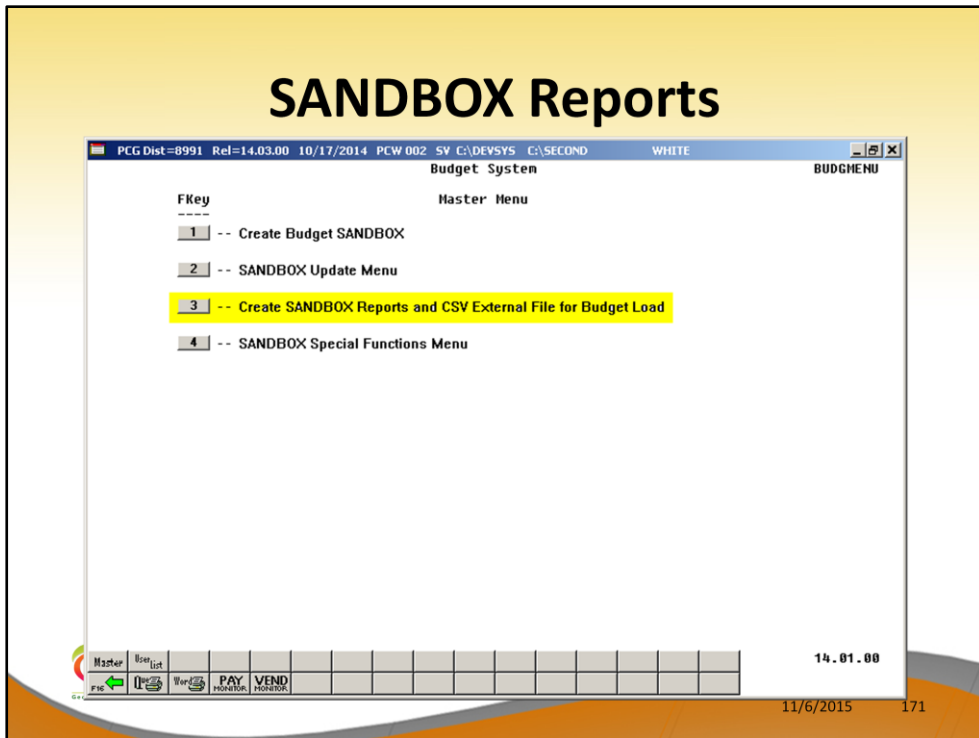 SANDBOX Reports
PCG Dist=8991 Rel=14.03.00 10/17/2014 PCW 002 SV C:\DEVSYS C:\SECOND WHITE
Budget System BUDGMENU
FKey Master Menu
----
1 -- Create Budget SANDBOX
2 -- SANDBOX Update Menu
3 -- Create SANDBOX Reports and CSV External File for Budget Load
4 -- SANDBOX Special Functions Menu
Master User List 14.01.00
F16 Word PAY MONITOR VEND MONITOR
11/6/2015 171